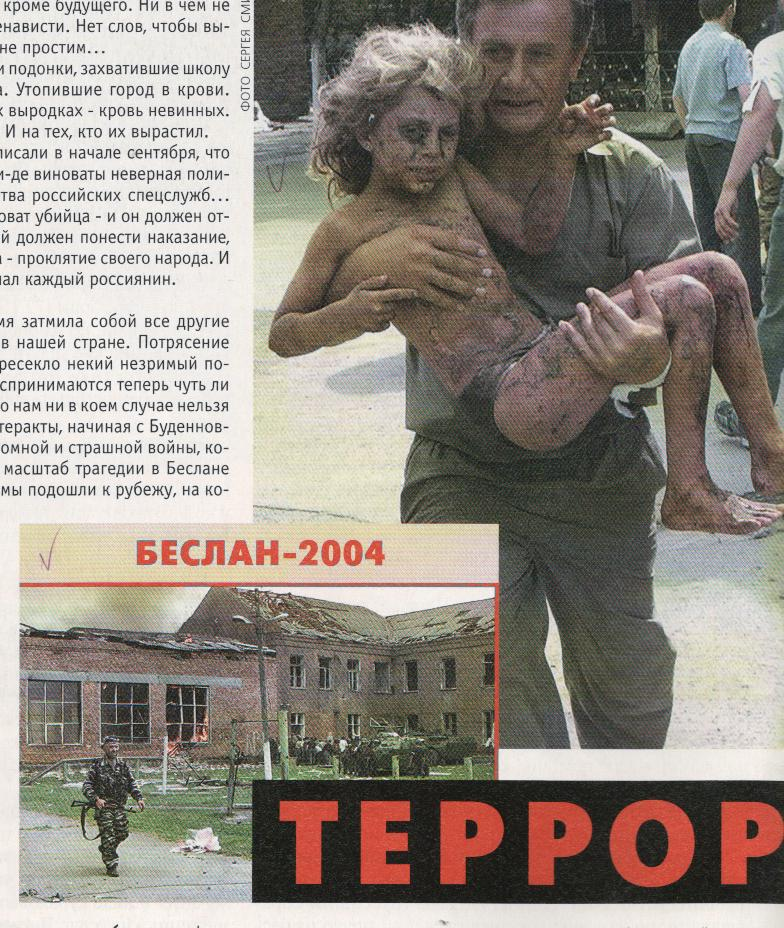 кроме будущего. Ни в чем не
енависти. Нет слов, чтобы вы-
не простим...
и подонки, захватившие школу
а. Утопившие город в крови.
х выродках - кровь невинных.
И на тех, кто их вырастил.
писали в начале сентября, что
и-де виноваты неверная поли-
тва российских спецслужб...
оват убийца - и он должен от-
й должен понести наказание,
а - проклятие своего народа. И
нал каждый россиянин.
мя затмила собой все другие
в нашей стране. Потрясение
ресекло некий незримый по-
спринимаются теперь чуть ли
о нам ни в коем случае нельзя
теракты, начиная с Буденнов-
омной и страшной войны, ко-
масштаб трагедии в Беслане
мы подошли к рубежу, на ко-
ФОТО СЕРГЕЯ СМИ
БЕСЛАН-2004
ТЕРРОР